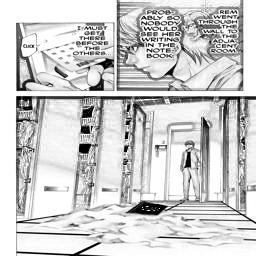 REM
WENT
THROUGH
THE
WALL TO
THE
ADJA-
CENT
ROOM.
PROB-
ABLY SO
NOBODY
WOULD
SEE HER
WRITING
IN THE
NOTE-
BOOK.
I MUST
GET
THERE
BEFORE
THE
OTHERS...
CLICK